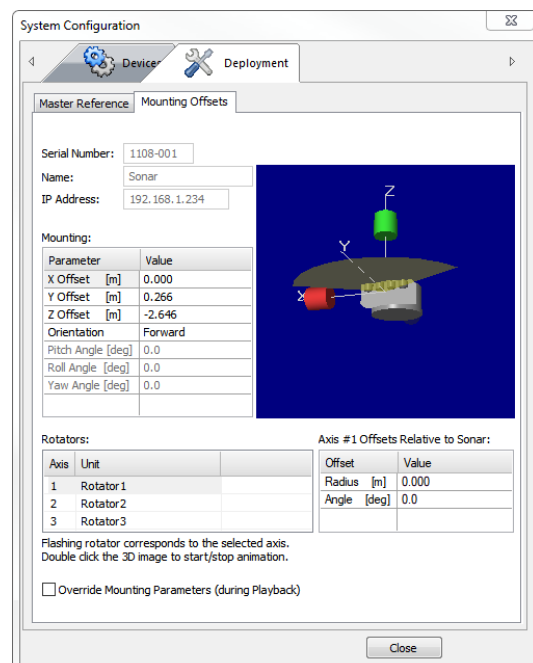 System Configuration
Devices Deployment
Master Reference Mounting Offsets
Serial Number: 1108-001
Name: Sonar
IP Address: 192.168.1.234
Mounting:
Parameter Value
X Offset [m] 0.000
Y Offset [m] 0.266
Z Offset [m] -2.646
Orientation Forward
Pitch Angle [deg] 0.0
Roll Angle [deg] 0.0
Yaw Angle [deg] 0.0
Z
Y
X
Rotators:
Axis Unit
1 Rotator1
2 Rotator2
3 Rotator3
Axis #1 Offsets Relative to Sonar:
Offset Value
Radius [m] 0.000
Angle [deg] 0.0
Flashing rotator corresponds to the selected axis.
Double click the 3D image to start/stop animation.
Override Mounting Parameters (during Playback)
Close